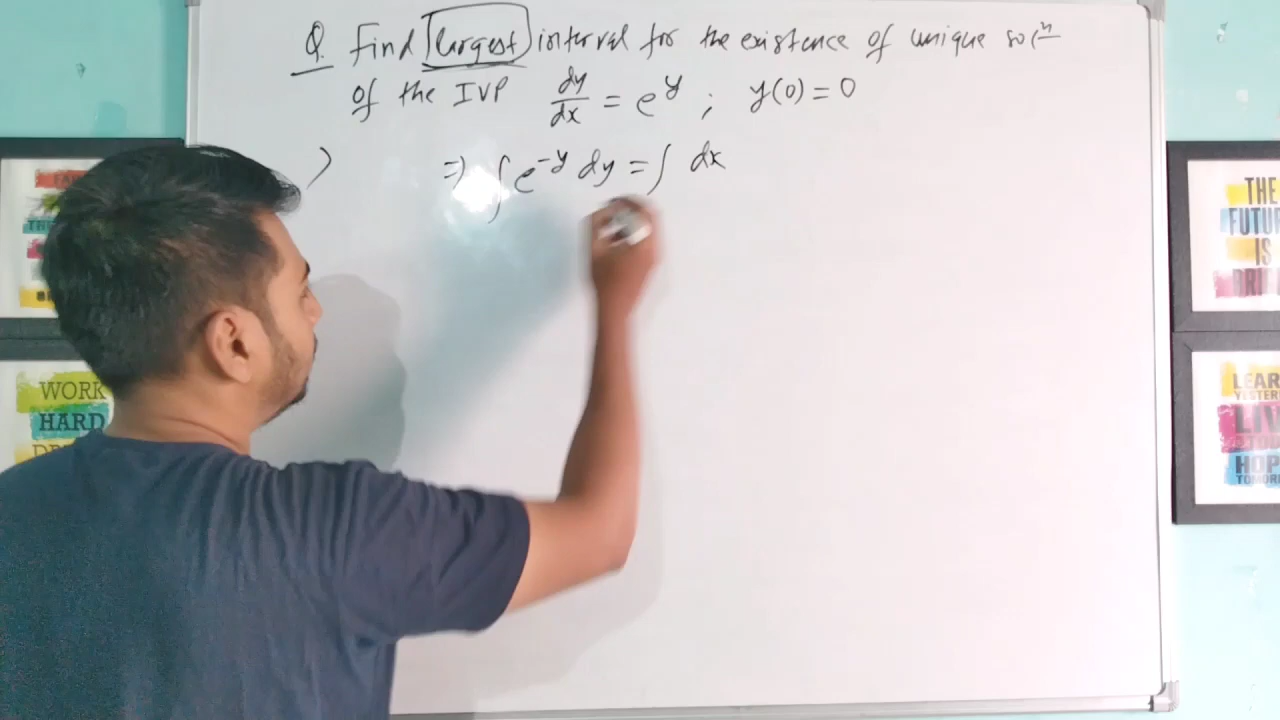 Q. Find largest interval for the existence of unique solⁿ
of the IVP dy/dx = e^y ; y(0) = 0
⇒ ∫ e^-y dy = ∫ dx
WORK
HARD
THE
IS